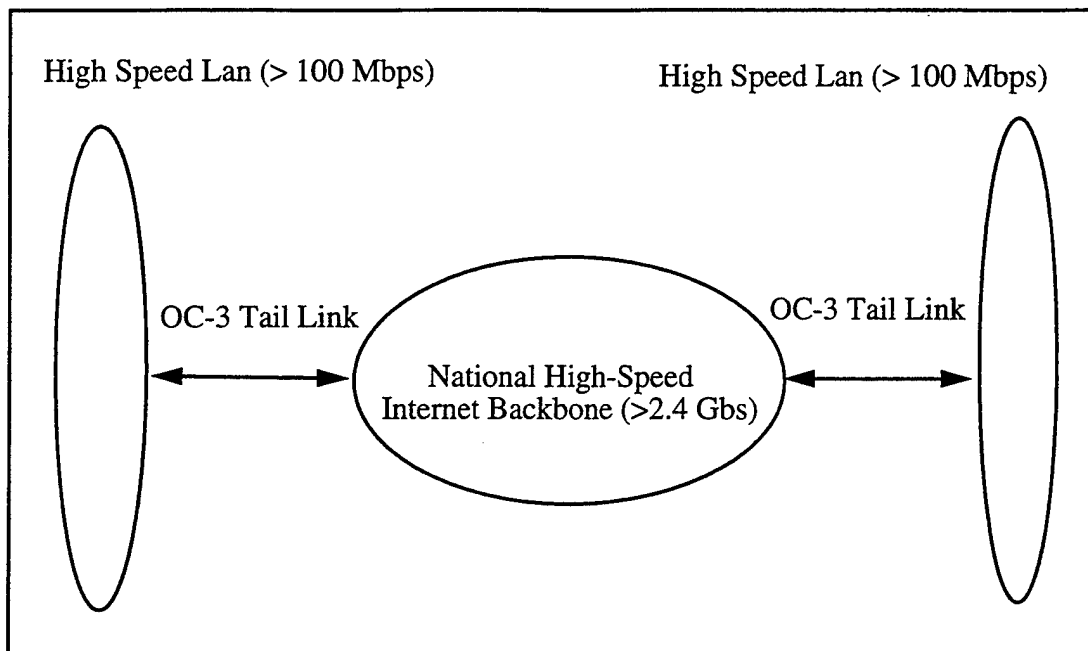 High Speed Lan (> 100 Mbps)
High Speed Lan (> 100 Mbps)
OC-3 Tail Link
OC-3 Tail Link
National High-Speed
Internet Backbone (>2.4 Gbs)